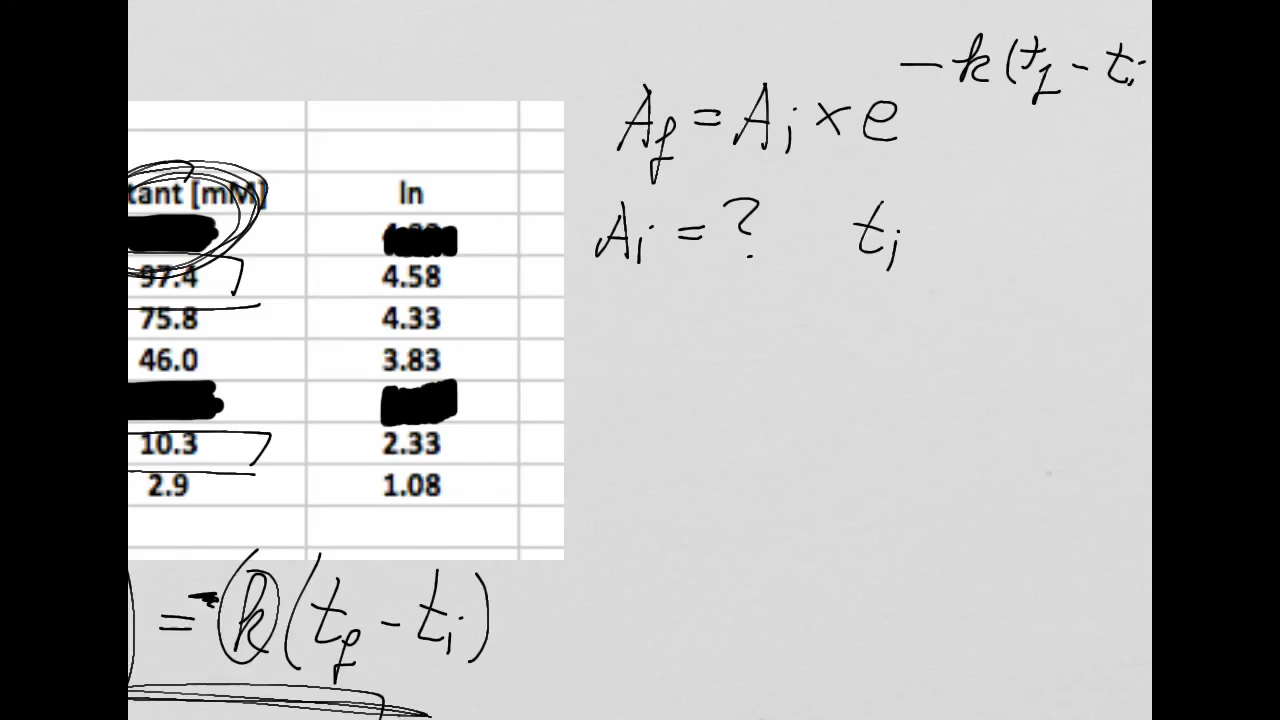 A_f = A_i × e^{-k(t_f - t_i
A_i = ? t_i
tant [mM] ln
97.4 4.58
75.8 4.33
46.0 3.83
10.3 2.33
2.9 1.08
) = -k(t_f - t_i)